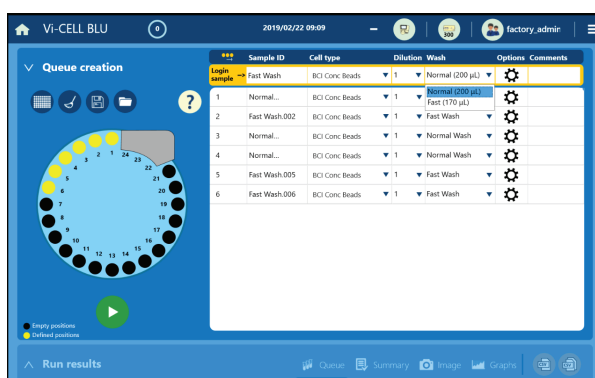 Vi-CELL BLU 0 2019/02/22 09:09 300 factory_admin
Queue creation
Sample ID Cell type Dilution Wash Options Comments
Login sample Fast Wash BCI Conc Beads 1 Normal (200 µL)
Normal (200 µL)
Fast (170 µL)
1 Normal... BCI Conc Beads 1
2 Fast Wash.002 BCI Conc Beads 1 Fast Wash
3 Normal... BCI Conc Beads 1 Normal Wash
4 Normal... BCI Conc Beads 1 Normal Wash
5 Fast Wash.005 BCI Conc Beads 1 Fast Wash
6 Fast Wash.006 BCI Conc Beads 1 Fast Wash
?
1 2 3 4 5 6 7 8 9 10 11 12 13 14 15 16 17 18 19 20 21 22 23 24
Empty positions
Defined positions
Run results Queue Summary Image Graphs CSV